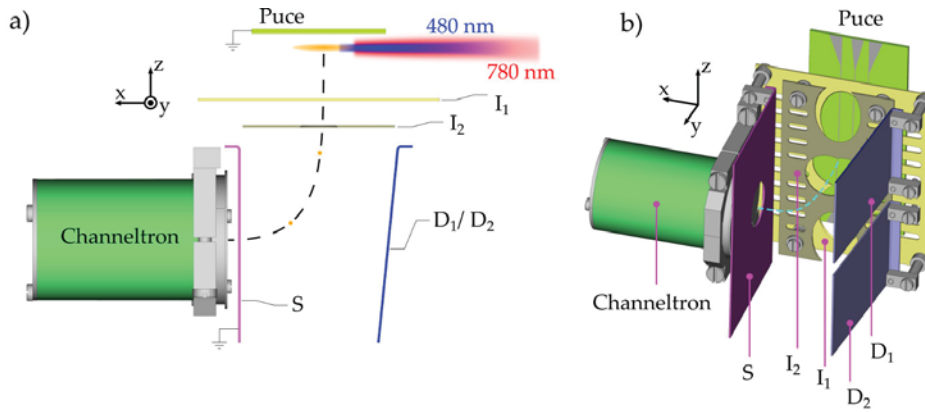 a)
Puce
480 nm
780 nm
z
x
y
I₁
I₂
Channeltron
D₁/ D₂
S
b)
Puce
z
x
y
Channeltron
S
I₂
I₁
D₁
D₂